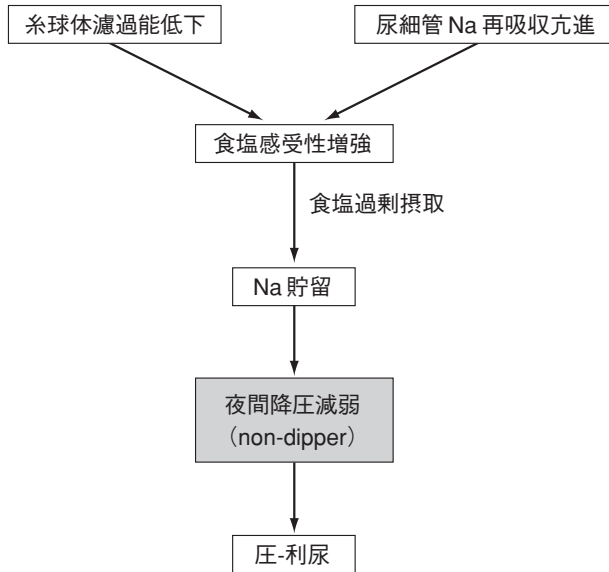 糸球体濾過能低下
尿細管 Na 再吸収亢進
食塩感受性増強
食塩過剰摂取
Na 貯留
夜間降圧減弱
（non-dipper）
圧-利尿